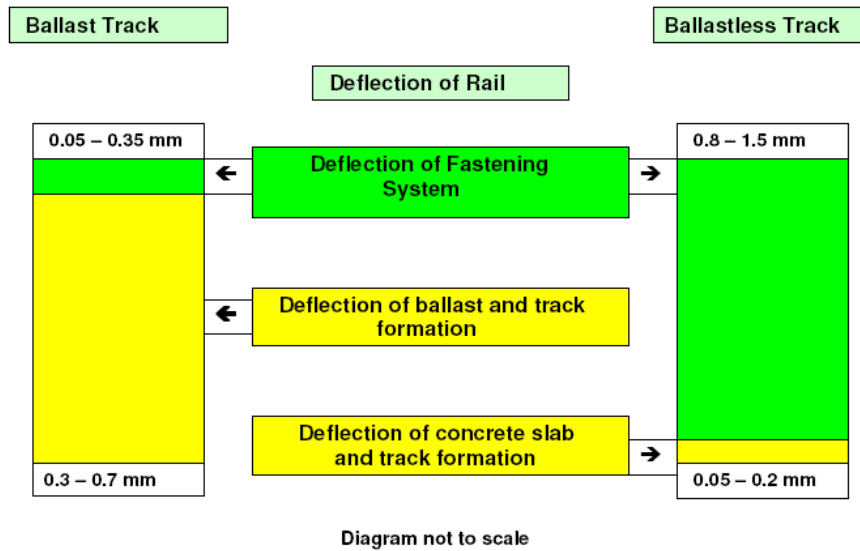 Ballast Track
Ballastless Track
Deflection of Rail
0.05 – 0.35 mm
0.8 – 1.5 mm
Deflection of Fastening
System
Deflection of ballast and track
formation
Deflection of concrete slab
and track formation
0.3 – 0.7 mm
0.05 – 0.2 mm
Diagram not to scale